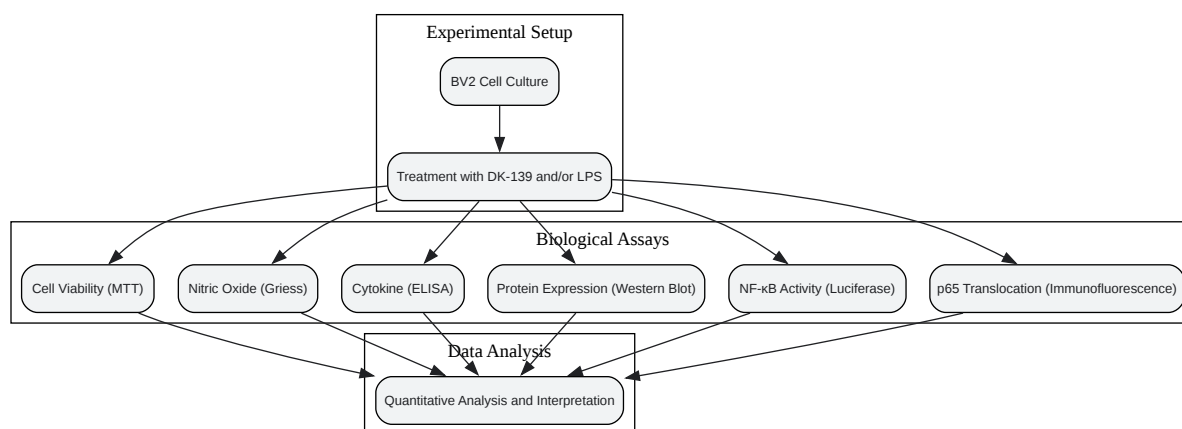 Experimental Setup
BV2 Cell Culture
Treatment with DK-139 and/or LPS
Biological Assays
Cell Viability (MTT)
Nitric Oxide (Griess)
Cytokine (ELISA)
Protein Expression (Western Blot)
NF-κB Activity (Luciferase)
p65 Translocation (Immunofluorescence)
Data Analysis
Quantitative Analysis and Interpretation